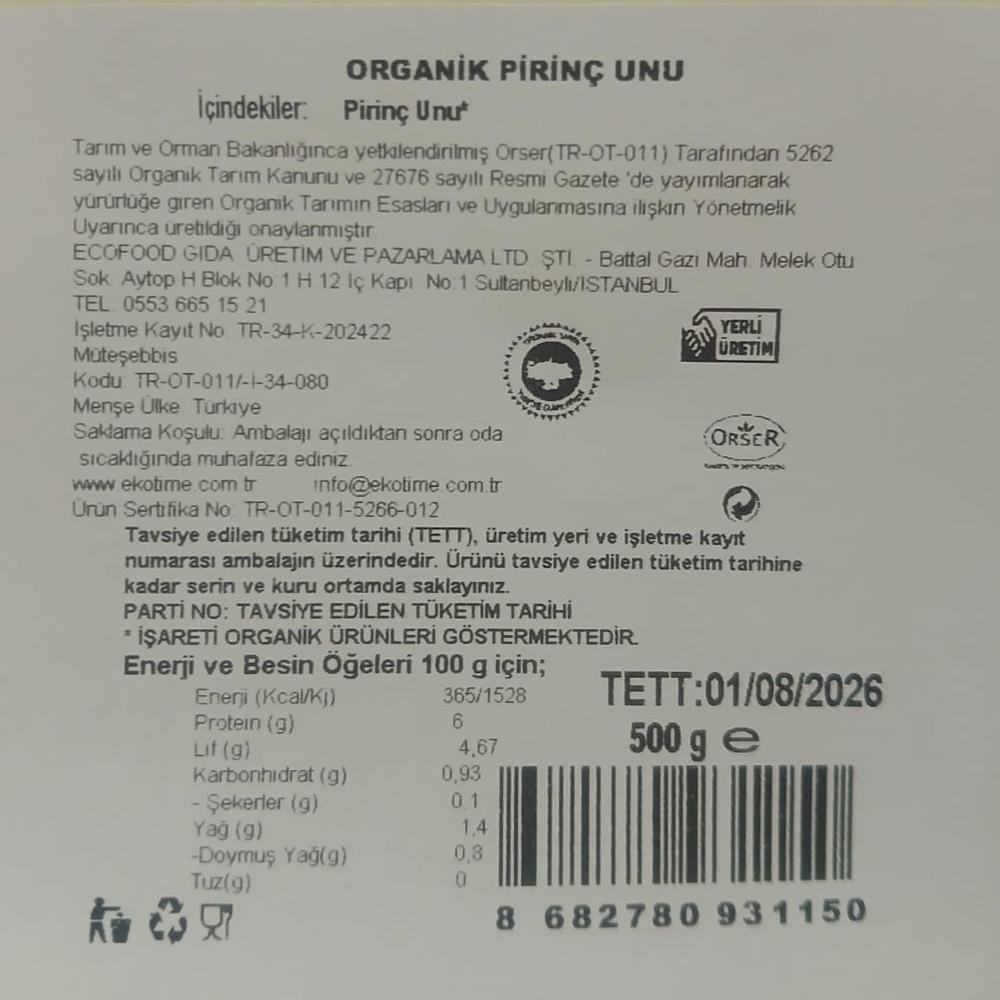 ORGANİK PİRİNÇ UNU
İçindekiler: Pirinç Unu*
Tarım ve Orman Bakanlığınca yetkilendirilmiş Orser(TR-OT-011) Tarafından 5262
sayılı Organik Tarım Kanunu ve 27676 sayılı Resmi Gazete 'de yayımlanarak
yürürlüğe giren Organik Tarımın Esasları ve Uygulanmasına ilişkin Yönetmelik
Uyarınca üretildiği onaylanmıştır
ECOFOOD GIDA ÜRETİM VE PAZARLAMA LTD. ŞTİ. - Battal Gazi Mah. Melek Otu
Sok. Aytop H Blok No:1 H 12 İç Kapı No:1 Sultanbeyli/İSTANBUL
TEL. 0553 665 15 21
İşletme Kayıt No. TR-34-K-202422
Müteşebbis
Kodu: TR-OT-011/-İ-34-080
Menşe Ülke. Türkiye
Saklama Koşulu: Ambalajı açıldıktan sonra oda
sıcaklığında muhafaza ediniz.
www.ekotime.com.tr info@ekotime.com.tr
Ürün Sertifika No: TR-OT-011-5266-012
YERLİ
ÜRETİM
ORGANİK TARIM
ORSER
Tavsiye edilen tüketim tarihi (TETT), üretim yeri ve işletme kayıt
numarası ambalajın üzerindedir. Ürünü tavsiye edilen tüketim tarihine
kadar serin ve kuru ortamda saklayınız.
PARTİ NO: TAVSİYE EDİLEN TÜKETİM TARİHİ
* İŞARETİ ORGANİK ÜRÜNLERİ GÖSTERMEKTEDİR.
Enerji ve Besin Öğeleri 100 g için;
Enerji (Kcal/Kj) 365/1528
Protein (g) 6
Lif (g) 4,67
Karbonhidrat (g) 0,93
- Şekerler (g) 0.1
Yağ (g) 1,4
-Doymuş Yağ(g) 0,8
Tuz(g) 0
TETT:01/08/2026
500 g e
8 682780 931150